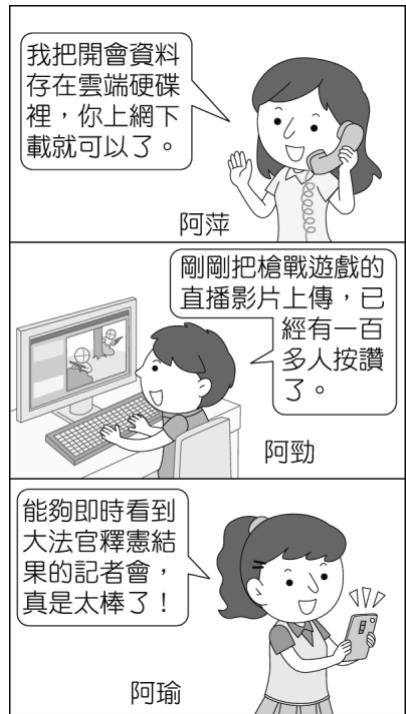 我把開會資料
存在雲端硬碟
裡，你上網下
載就可以了。
阿萍
剛剛把槍戰遊戲的
直播影片上傳，已
經有一百
多人按讚
了。
阿勁
能夠即時看到
大法官釋憲結
果的記者會，
真是太棒了！
阿瑜